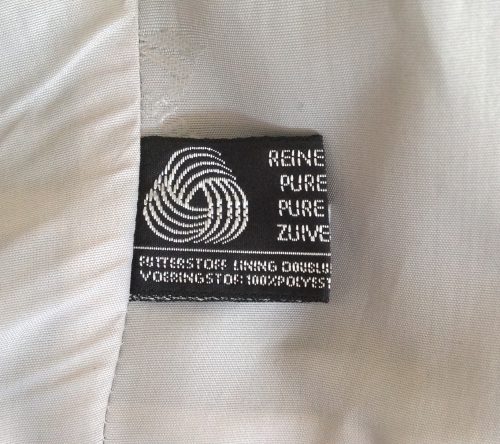 REINE
PURE
PURE
ZUIVE
FUTTERSTOFF LINING DOUBLU
VOERINGSTOF:100%POLYEST